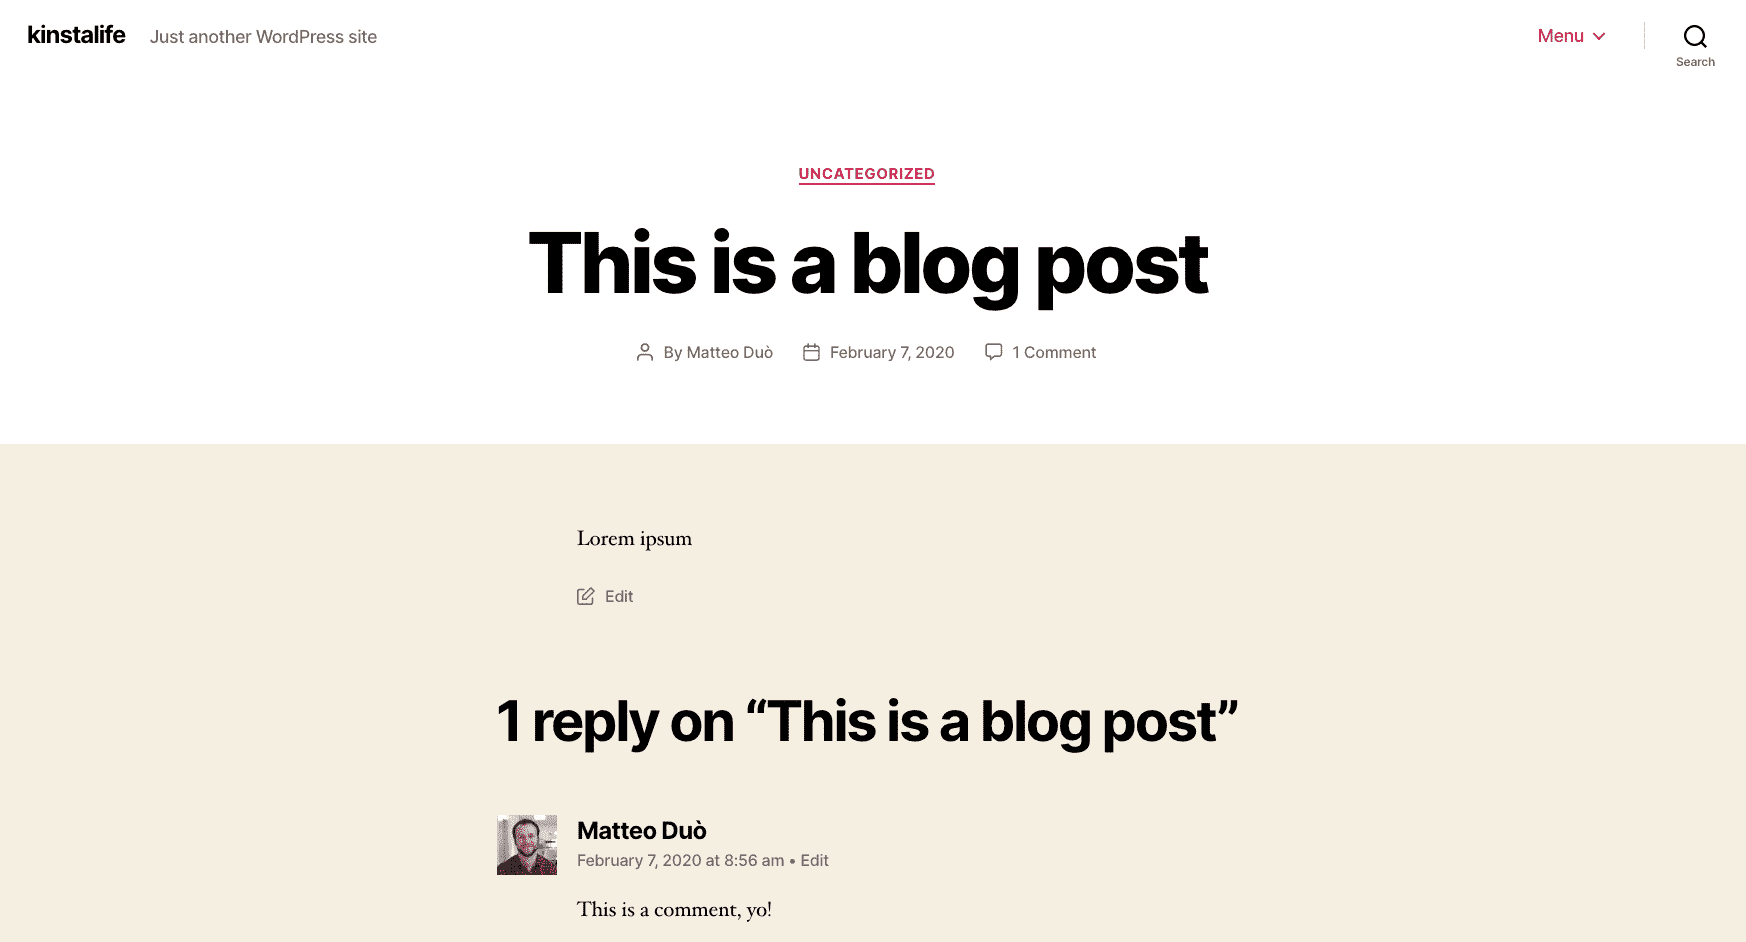 kinstalife Just another WordPress site Menu
Search
UNCATEGORIZED
This is a blog post
By Matteo Duò February 7, 2020 1 Comment
Lorem ipsum
Edit
1 reply on “This is a blog post”
Matteo Duò
February 7, 2020 at 8:56 am • Edit
This is a comment, yo!